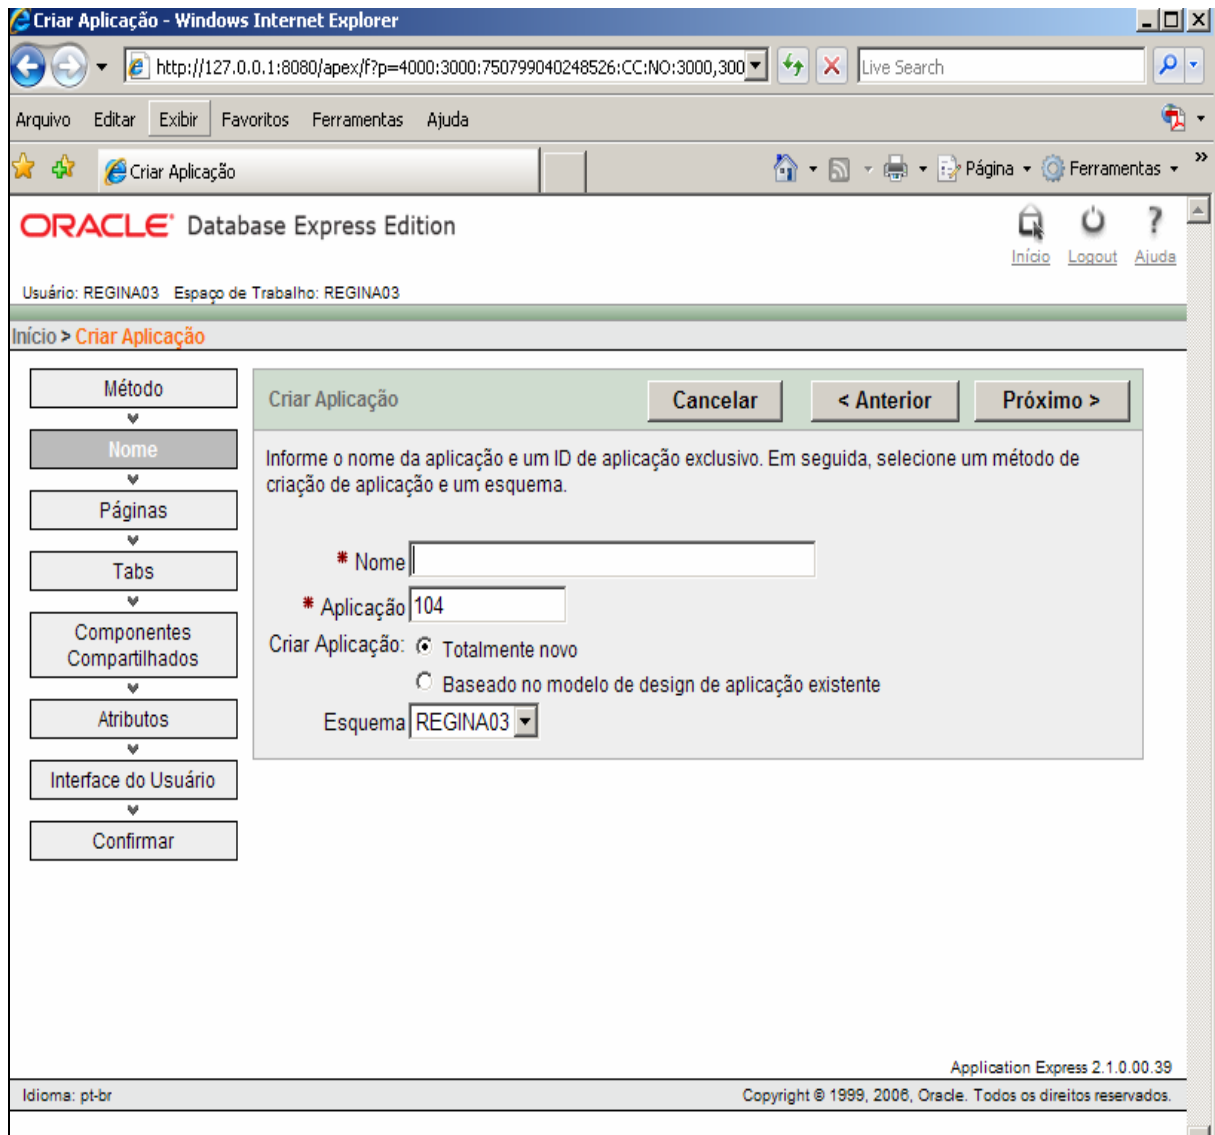 Criar Aplicação - Windows Internet Explorer
http://127.0.0.1:8080/apex/f?p=4000:3000:750799040248526:CC:NO:3000,300
Live Search
Arquivo Editar Exibir Favoritos Ferramentas Ajuda
Criar Aplicação
Página Ferramentas »
ORACLE Database Express Edition
Início Logout Ajuda
Usuário: REGINA03 Espaço de Trabalho: REGINA03
Início > Criar Aplicação
Método
Nome
Páginas
Tabs
Componentes
Compartilhados
Atributos
Interface do Usuário
Confirmar
Criar Aplicação
Cancelar
< Anterior
Próximo >
Informe o nome da aplicação e um ID de aplicação exclusivo. Em seguida, selecione um método de
criação de aplicação e um esquema.
* Nome
* Aplicação 104
Criar Aplicação: Totalmente novo
Baseado no modelo de design de aplicação existente
Esquema REGINA03
Application Express 2.1.0.00.39
Idioma: pt-br
Copyright © 1999, 2006, Oracle. Todos os direitos reservados.